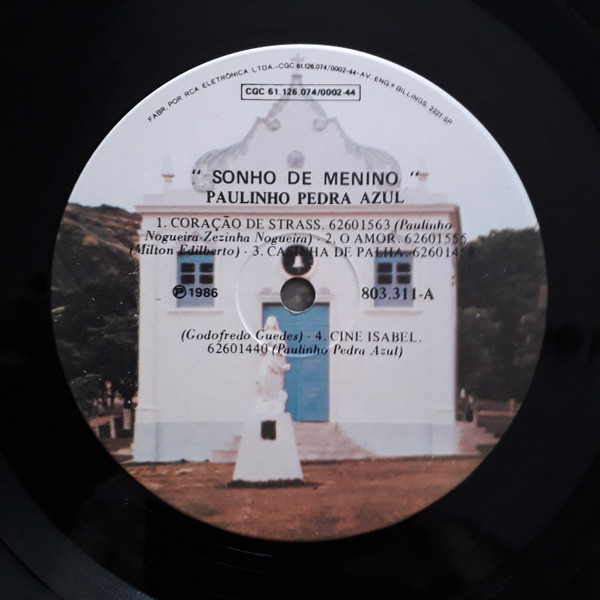 FABR. POR RCA ELETRÔNICA LTDA.-CGC 61.126.074/0002-44-AV. ENGº BILLINGS, 2227-SP
CGC 61.126.074/0002-44
" SONHO DE MENINO "
PAULINHO PEDRA AZUL
1. CORAÇÃO DE STRASS. 62601563 (Paulinho
Nogueira-Zezinha Nogueira) - 2. O AMOR. 62601555
(Milton Edilberto) - 3. CASINHA DE PALHA. 62601458
Ⓟ 1986
803.311-A
(Godofredo Guedes) - 4. CINE ISABEL.
62601440 (Paulinho Pedra Azul)